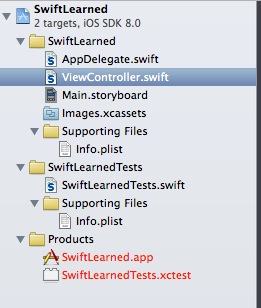 SwiftLearned
2 targets, iOS SDK 8.0
SwiftLearned
AppDelegate.swift
ViewController.swift
Main.storyboard
Images.xcassets
Supporting Files
Info.plist
SwiftLearnedTests
SwiftLearnedTests.swift
Supporting Files
Info.plist
Products
SwiftLearned.app
SwiftLearnedTests.xctest